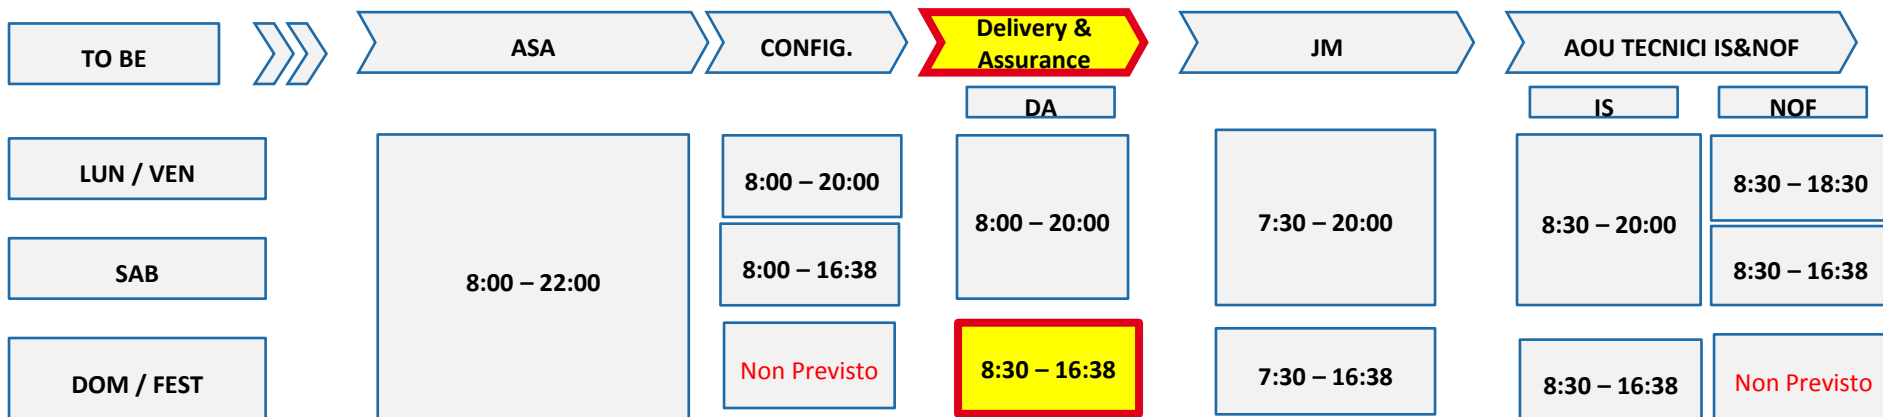 TO BE
ASA
CONFIG.
Delivery &
Assurance
JM
AOU TECNICI IS&NOF
DA
IS
NOF
LUN / VEN
8:00 – 22:00
8:00 – 20:00
8:00 – 20:00
7:30 – 20:00
8:30 – 20:00
8:30 – 18:30
SAB
8:00 – 16:38
8:30 – 16:38
DOM / FEST
Non Previsto
8:30 – 16:38
7:30 – 16:38
8:30 – 16:38
Non Previsto